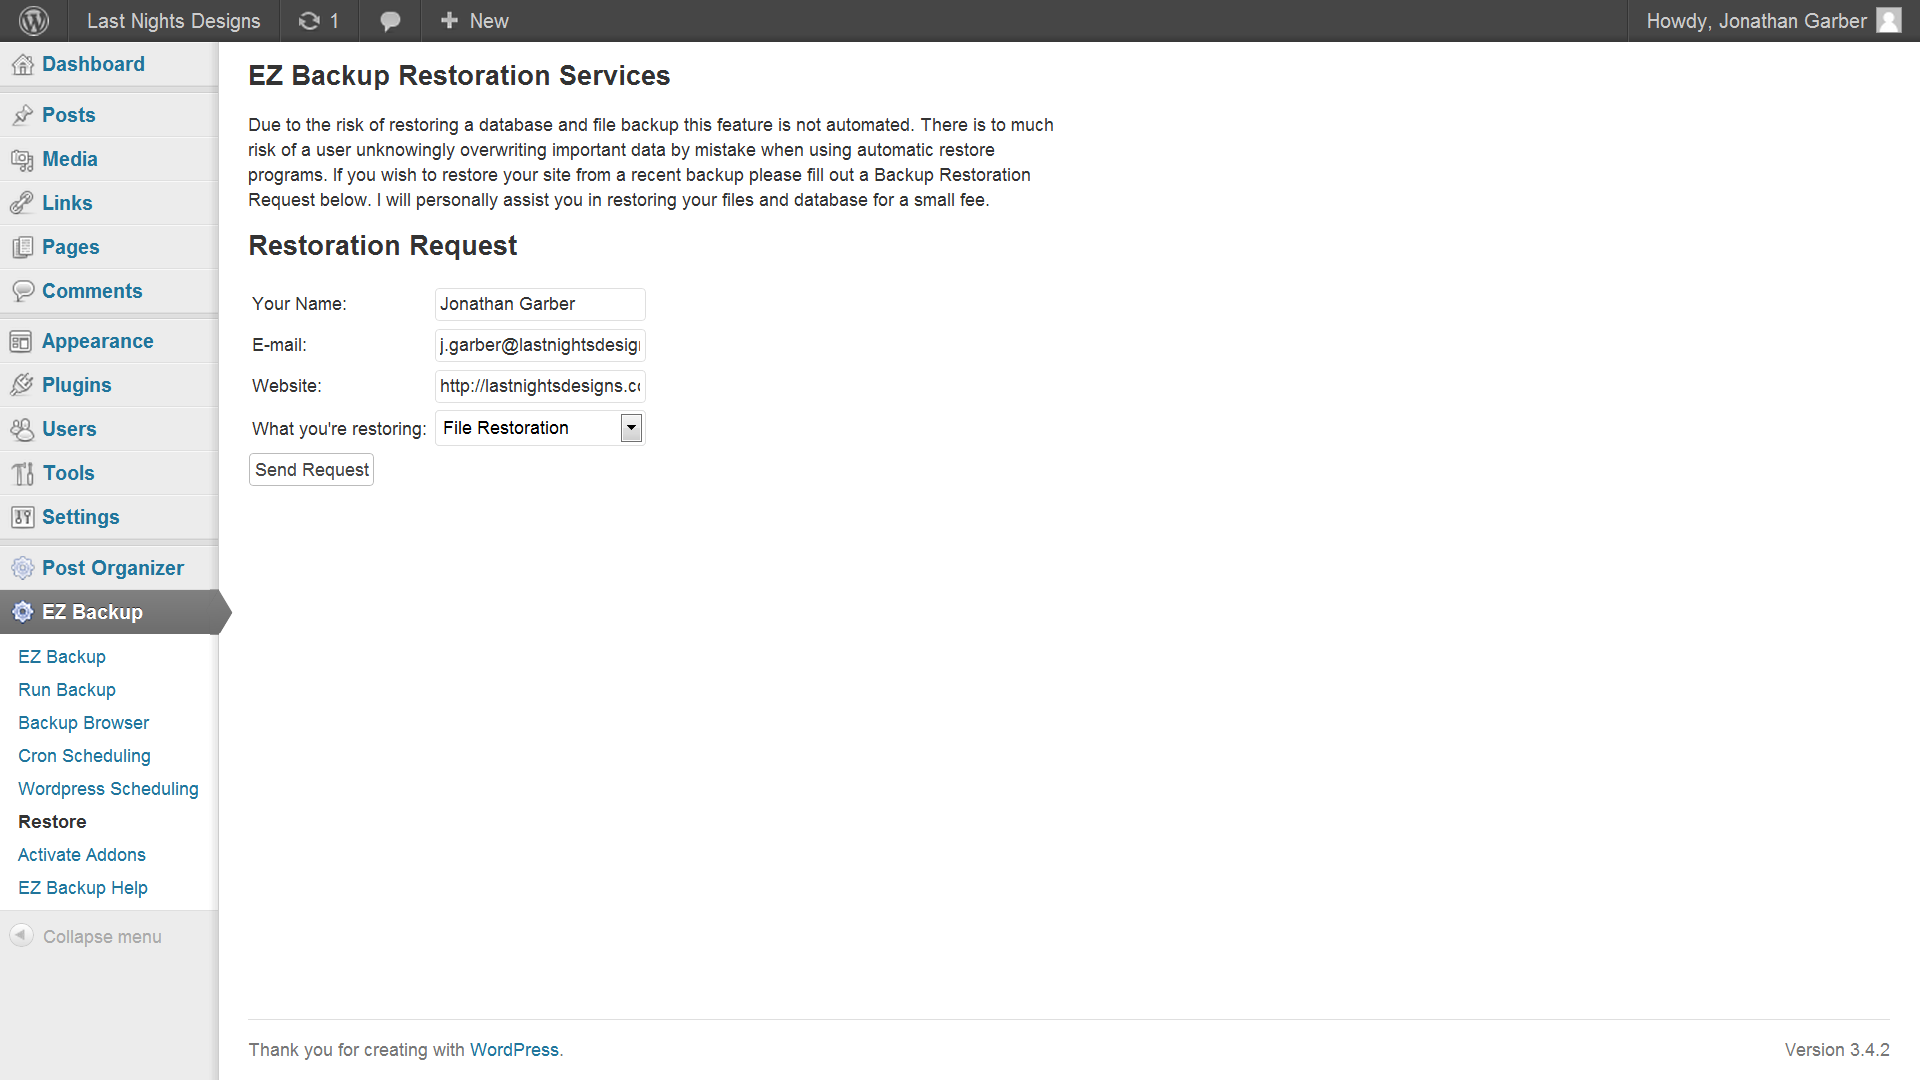 Last Nights Designs 1 New Howdy, Jonathan Garber
Dashboard
Posts
Media
Links
Pages
Comments
Appearance
Plugins
Users
Tools
Settings
Post Organizer
EZ Backup
EZ Backup
Run Backup
Backup Browser
Cron Scheduling
Wordpress Scheduling
Restore
Activate Addons
EZ Backup Help
Collapse menu
EZ Backup Restoration Services
Due to the risk of restoring a database and file backup this feature is not automated. There is to much
risk of a user unknowingly overwriting important data by mistake when using automatic restore
programs. If you wish to restore your site from a recent backup please fill out a Backup Restoration
Request below. I will personally assist you in restoring your files and database for a small fee.
Restoration Request
Your Name: Jonathan Garber
E-mail: j.garber@lastnightsdesign
Website: http://lastnightsdesigns.co
What you're restoring: File Restoration
Send Request
Thank you for creating with WordPress. Version 3.4.2